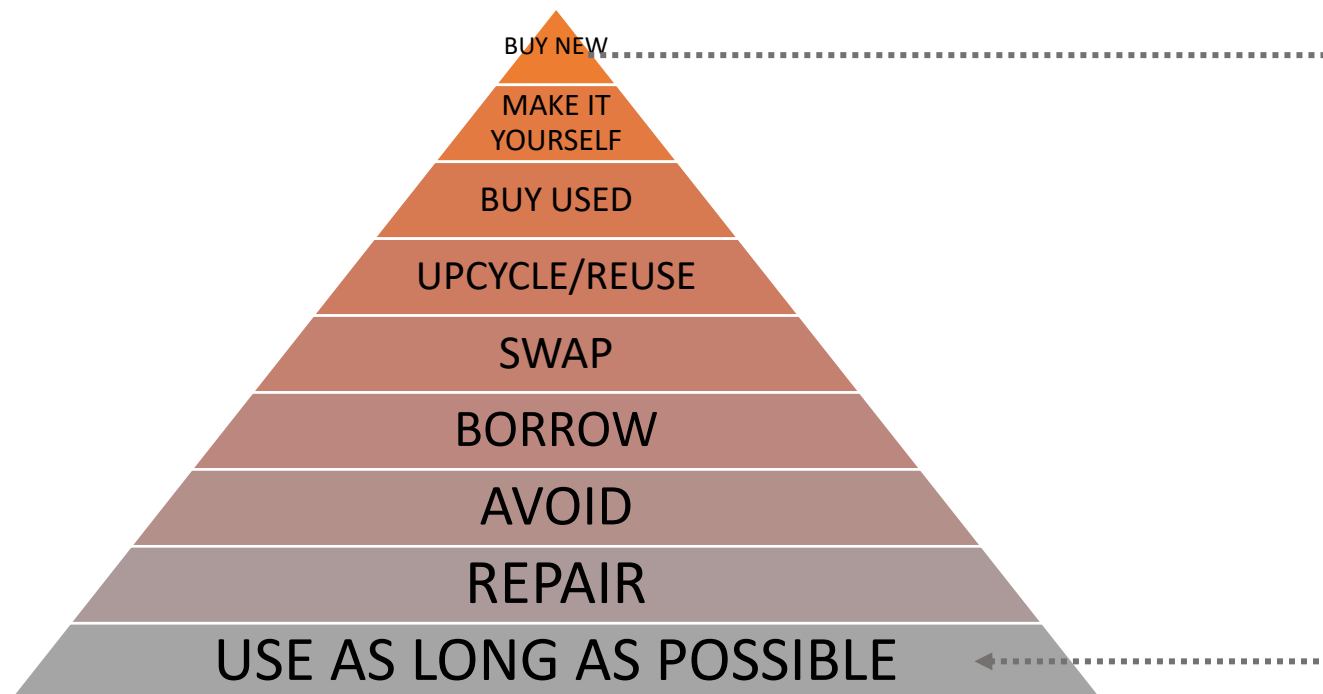 BUY NEW
MAKE IT
YOURSELF
BUY USED
UPCYCLE/REUSE
SWAP
BORROW
AVOID
REPAIR
USE AS LONG AS POSSIBLE